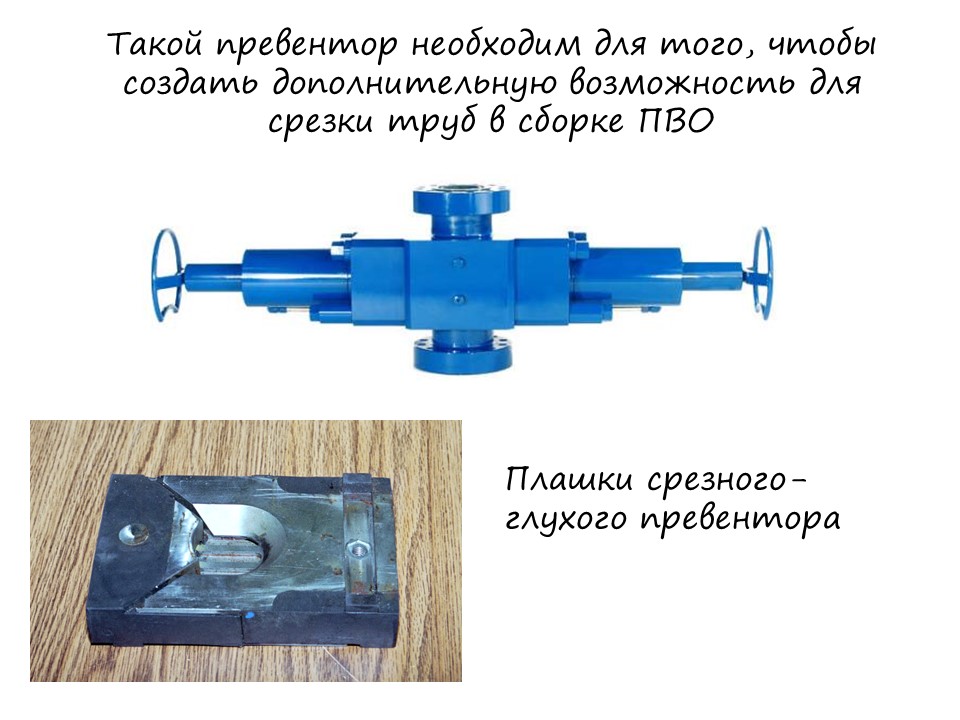 Такой превентор необходим для того, чтобы
создать дополнительную возможность для
срезки труб в сборке ПВО
Плашки срезного-
глухого превентора